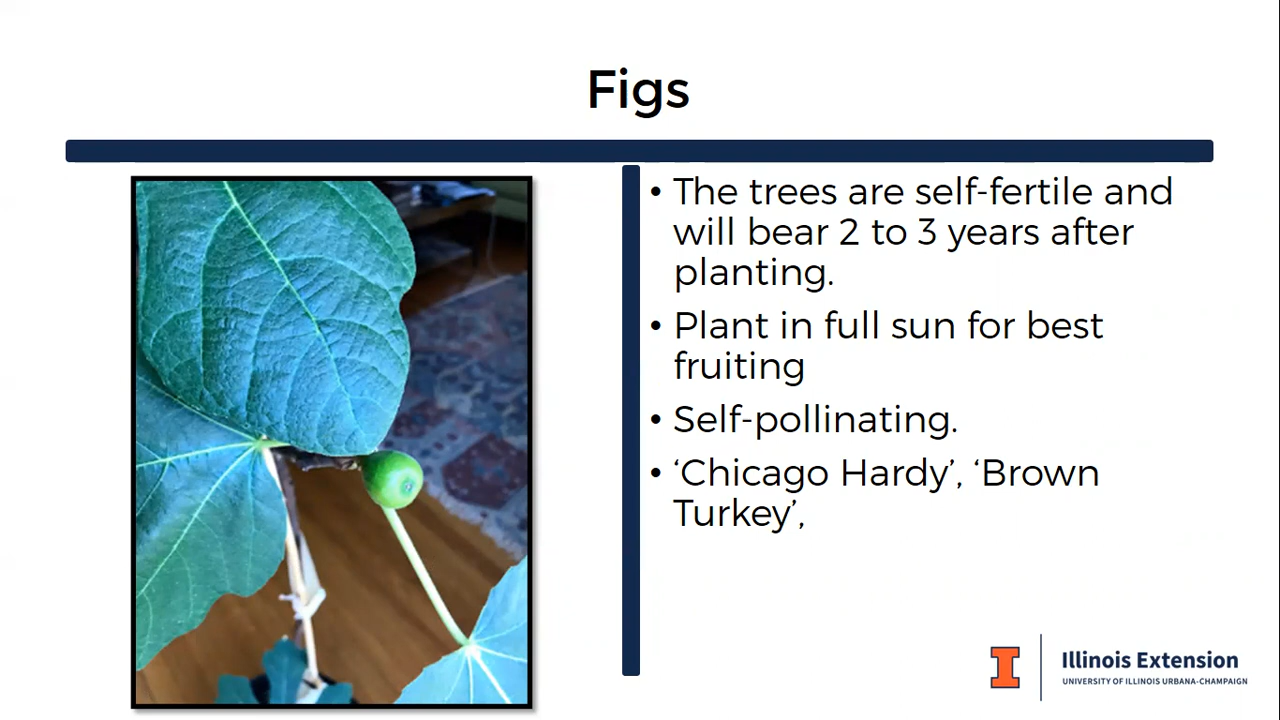 Figs
• The trees are self-fertile and
will bear 2 to 3 years after
planting.
• Plant in full sun for best
fruiting
• Self-pollinating.
• ‘Chicago Hardy’, ‘Brown
Turkey’,
I
Illinois Extension
UNIVERSITY OF ILLINOIS URBANA-CHAMPAIGN